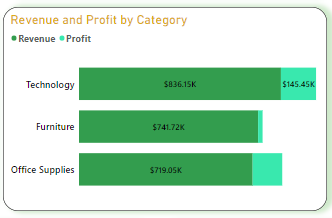 Revenue and Profit by Category
Revenue Profit
Technology $836.15K $145.45K
Furniture $741.72K
Office Supplies $719.05K